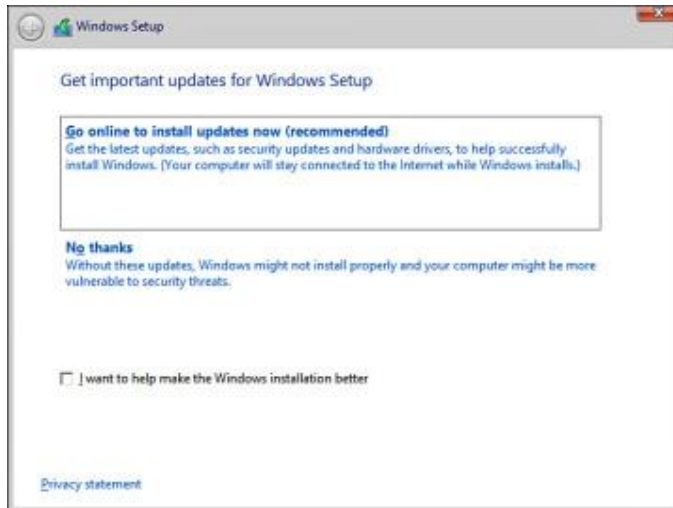 Windows Setup
Get important updates for Windows Setup
Go online to install updates now (recommended)
Get the latest updates, such as security updates and hardware drivers, to help successfully
install Windows. (Your computer will stay connected to the Internet while Windows installs.)
No thanks
Without these updates, Windows might not install properly and your computer might be more
vulnerable to security threats.
I want to help make the Windows installation better
Privacy statement